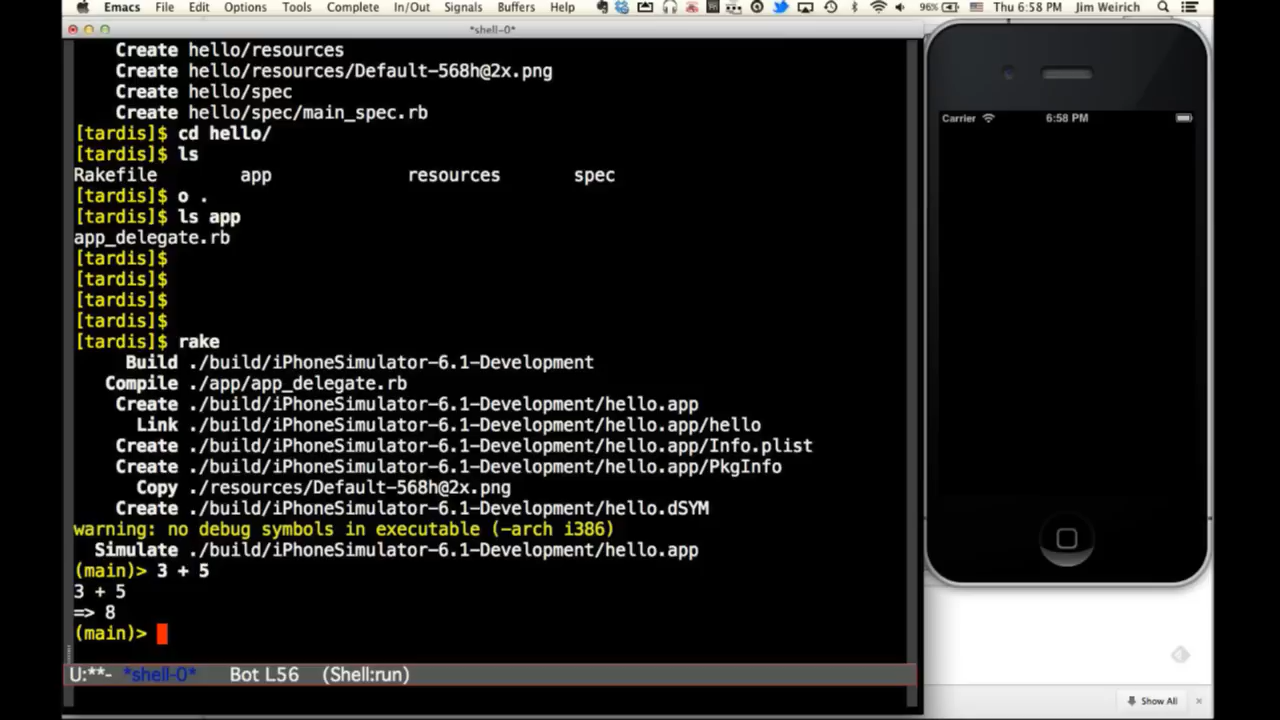 Emacs File Edit Options Tools Complete In/Out Signals Buffers Help 96% Thu 6:58 PM Jim Weirich
*shell-0*
Create hello/resources
Create hello/resources/Default-568h@2x.png
Create hello/spec
Create hello/spec/main_spec.rb
[tardis]$ cd hello/
[tardis]$ ls
Rakefile app resources spec
[tardis]$ o .
[tardis]$ ls app
app_delegate.rb
[tardis]$
[tardis]$
[tardis]$
[tardis]$
[tardis]$ rake
Build ./build/iPhoneSimulator-6.1-Development
Compile ./app/app_delegate.rb
Create ./build/iPhoneSimulator-6.1-Development/hello.app
Link ./build/iPhoneSimulator-6.1-Development/hello.app/hello
Create ./build/iPhoneSimulator-6.1-Development/hello.app/Info.plist
Create ./build/iPhoneSimulator-6.1-Development/hello.app/PkgInfo
Copy ./resources/Default-568h@2x.png
Create ./build/iPhoneSimulator-6.1-Development/hello.dSYM
warning: no debug symbols in executable (-arch i386)
Simulate ./build/iPhoneSimulator-6.1-Development/hello.app
(main)> 3 + 5
3 + 5
=> 8
(main)>
U:**- *shell-0* Bot L56 (Shell:run)
Carrier 6:58 PM
Show All